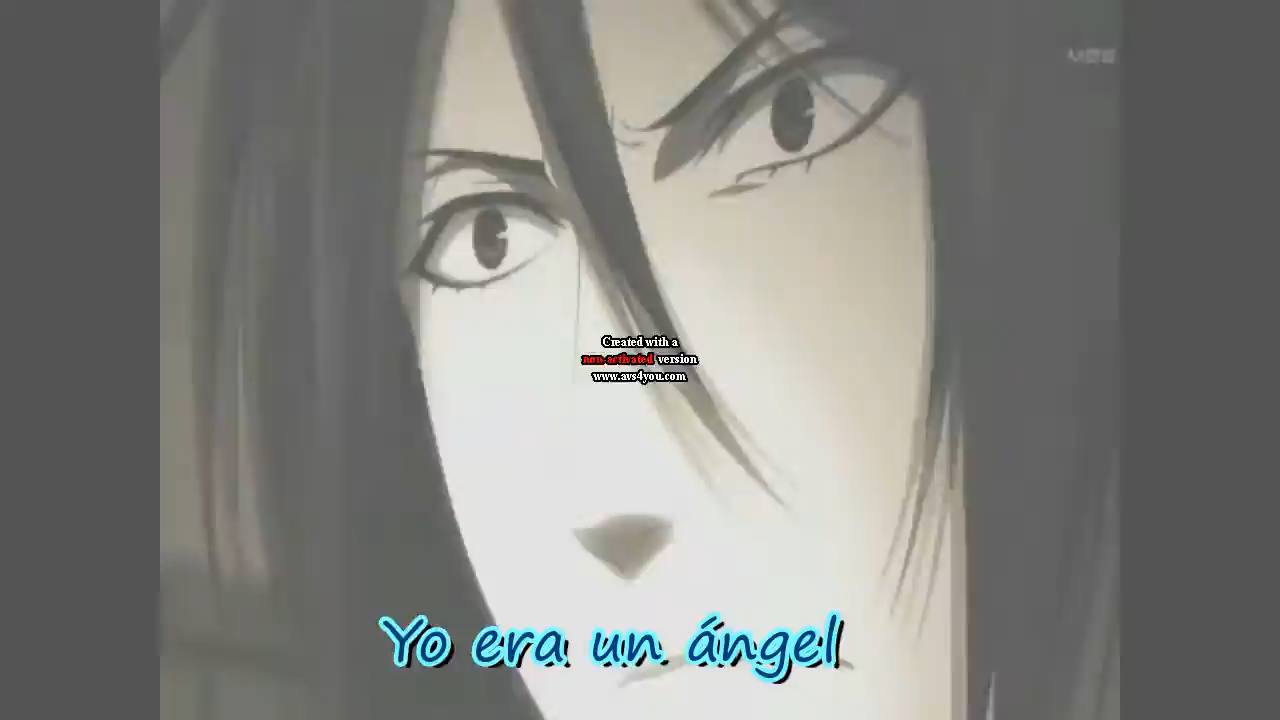 Created with a
non-activated version
www.avs4you.com
Yo era un ángel